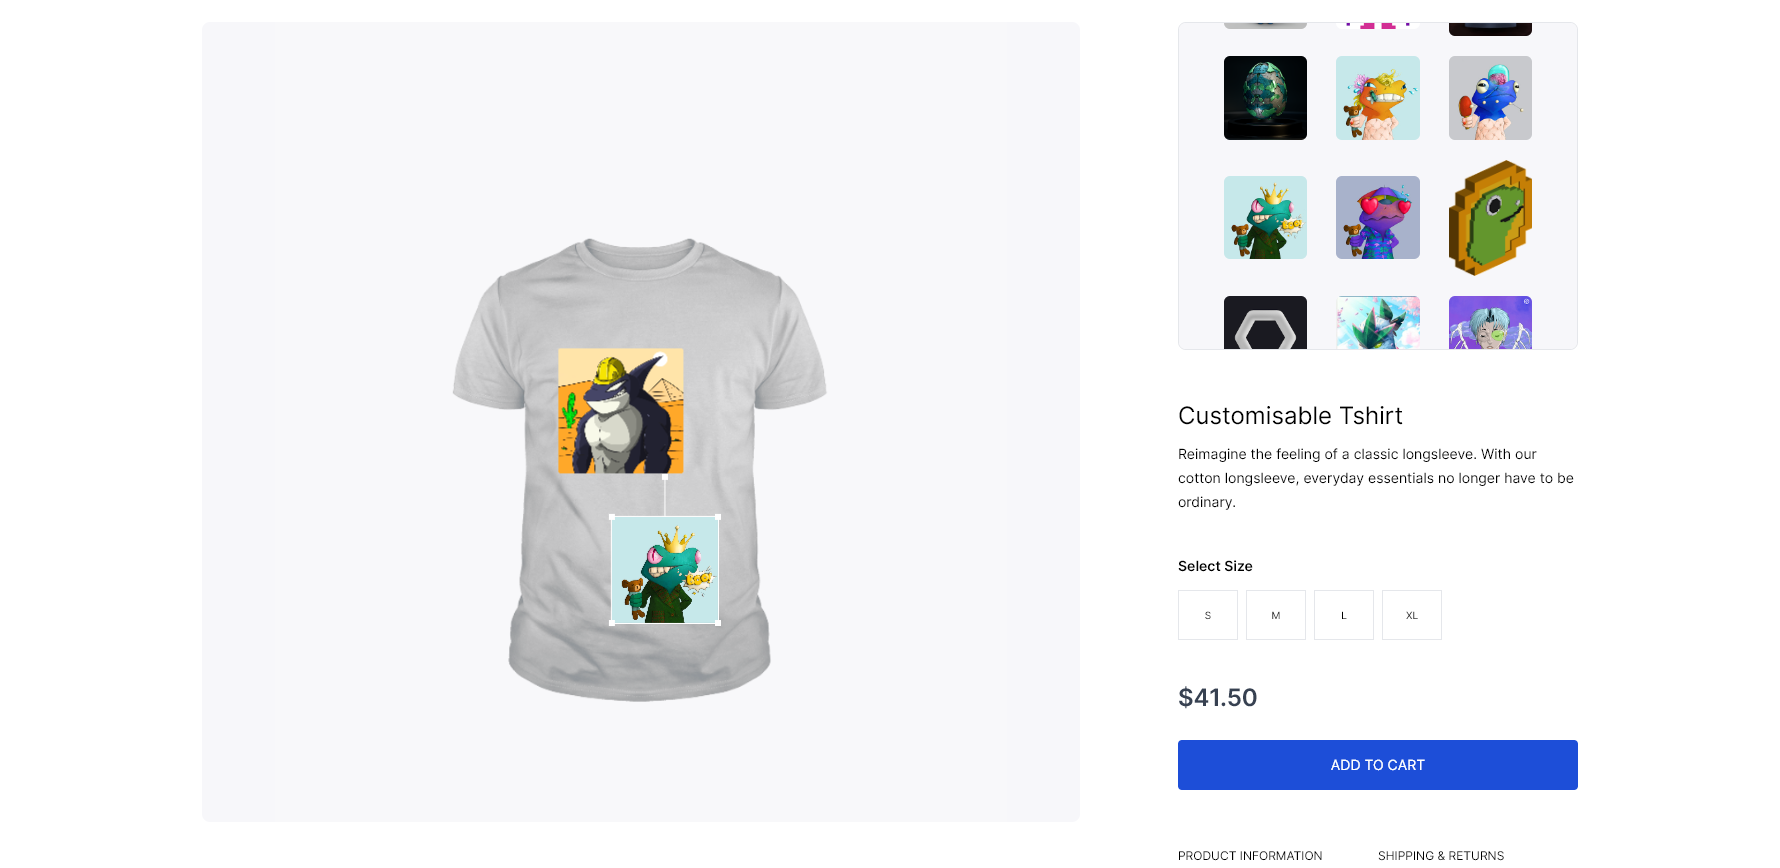 Customisable Tshirt
Reimagine the feeling of a classic longsleeve. With our
cotton longsleeve, everyday essentials no longer have to be
ordinary.
Select Size
S M L XL
$41.50
ADD TO CART
PRODUCT INFORMATION SHIPPING & RETURNS